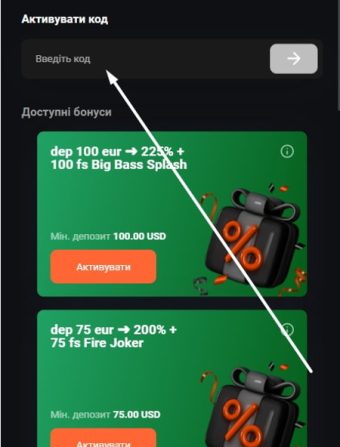 Активувати код
Введіть код
Доступні бонуси
dep 100 eur ➜ 225% +
100 fs Big Bass Splash
Мін. депозит 100.00 USD
Активувати
dep 75 eur ➜ 200% +
75 fs Fire Joker
Мін. депозит 75.00 USD
Активувати